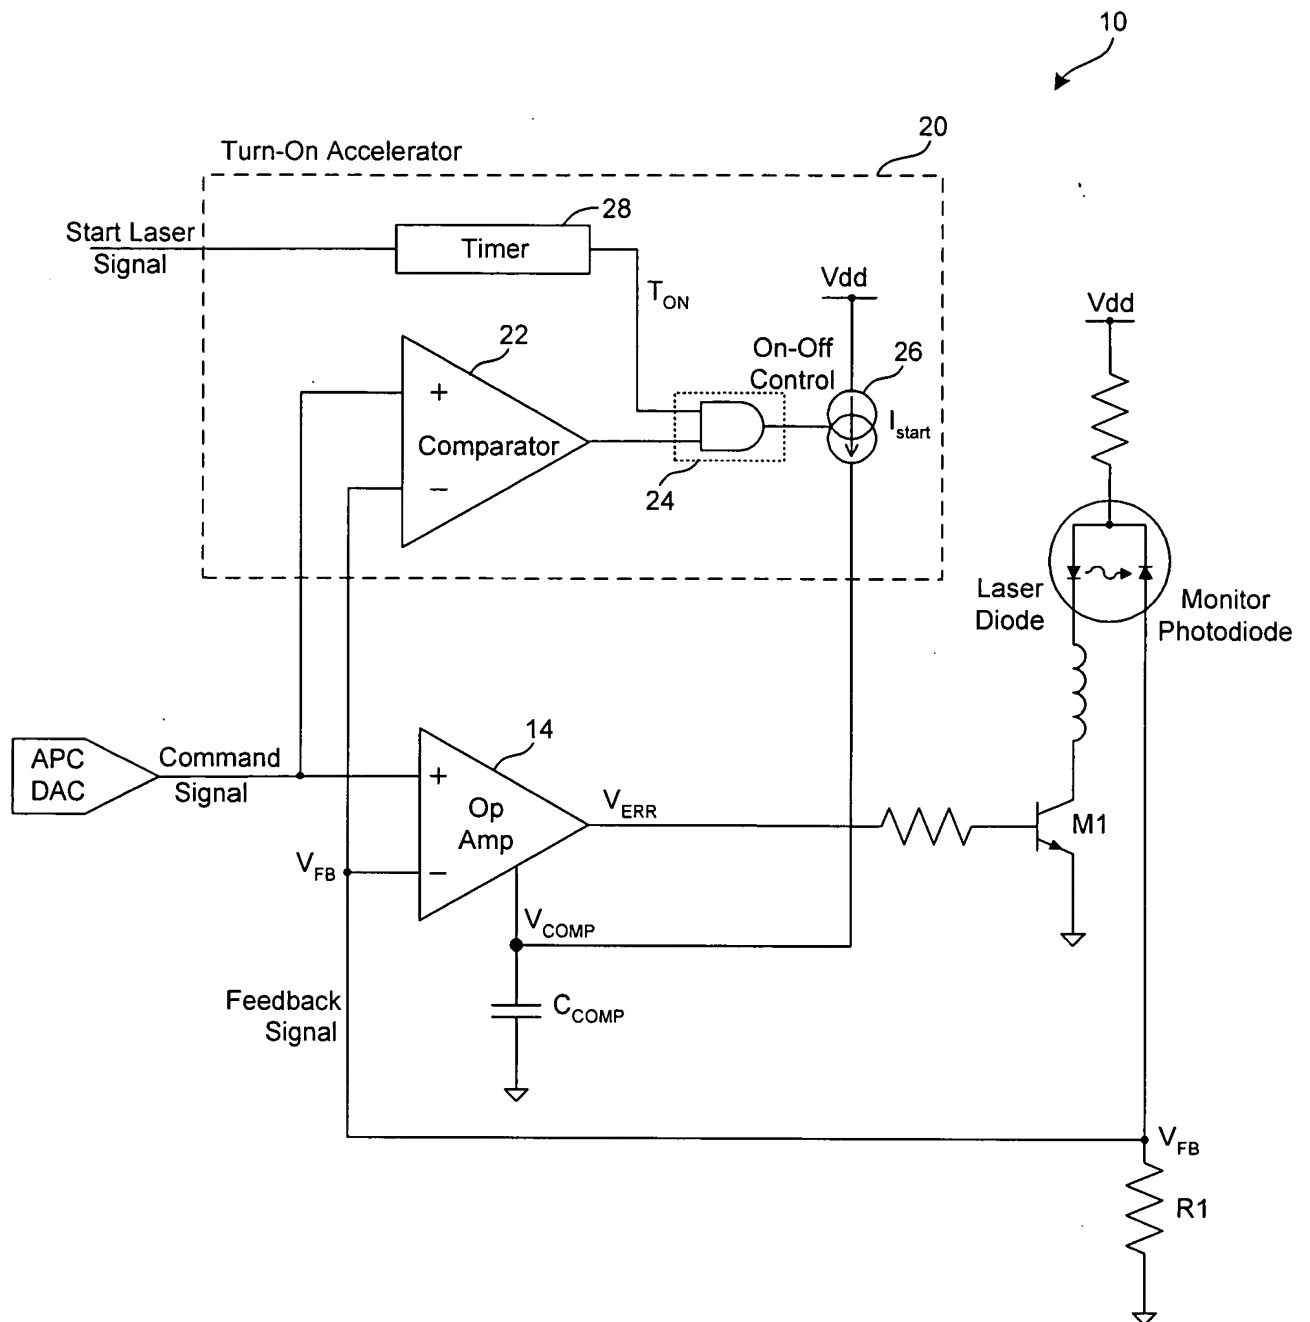 10
20
Turn-On Accelerator
28
Start Laser
Signal
Timer
T_ON
Vdd
Vdd
22
On-Off
Control
26
+
Comparator
−
I_start
24
Laser
Diode
Monitor
Photodiode
14
APC
DAC
Command
Signal
+
Op
Amp
−
V_ERR
M1
V_FB
V_COMP
Feedback
Signal
C_COMP
V_FB
R1